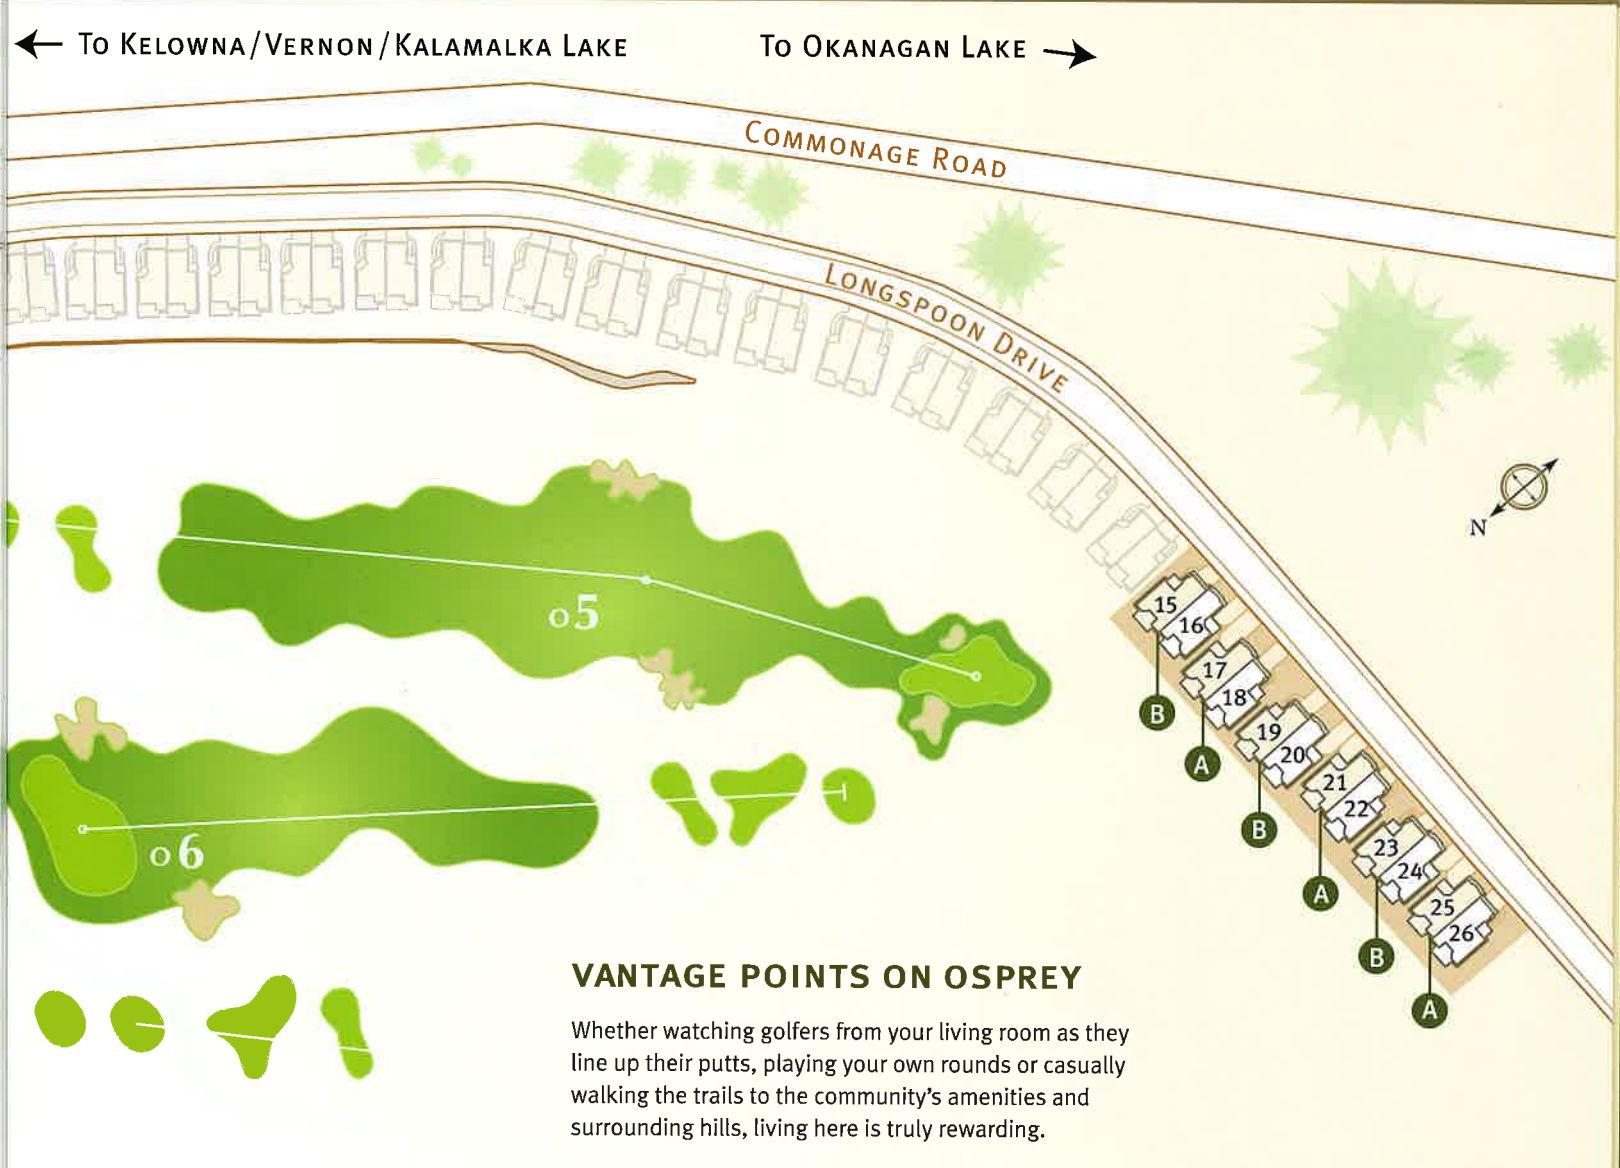 To Kelowna/Vernon/Kalamalka Lake
To Okanagan Lake
Commonage Road
Longspoon Drive
N
o5
o6
15
16
B
17
18
A
19
20
B
21
22
A
23
24
B
25
26
A
VANTAGE POINTS ON OSPREY
Whether watching golfers from your living room as they
line up their putts, playing your own rounds or casually
walking the trails to the community's amenities and
surrounding hills, living here is truly rewarding.